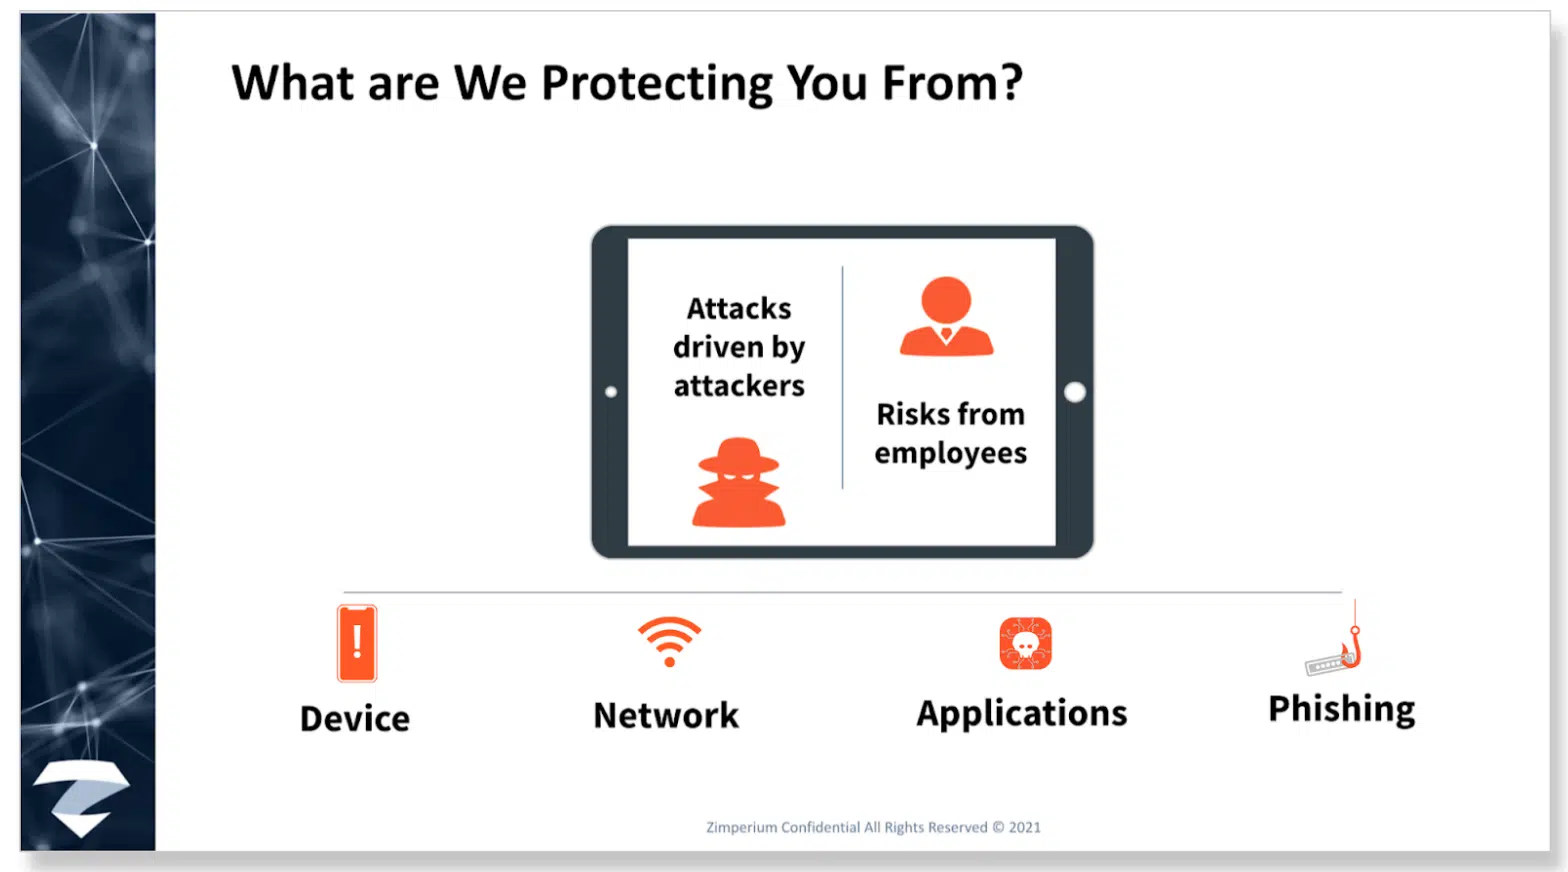 What are We Protecting You From?
Attacks
driven by
attackers
Risks from
employees
Device
Network
Applications
Phishing
Zimperium Confidential All Rights Reserved © 2021